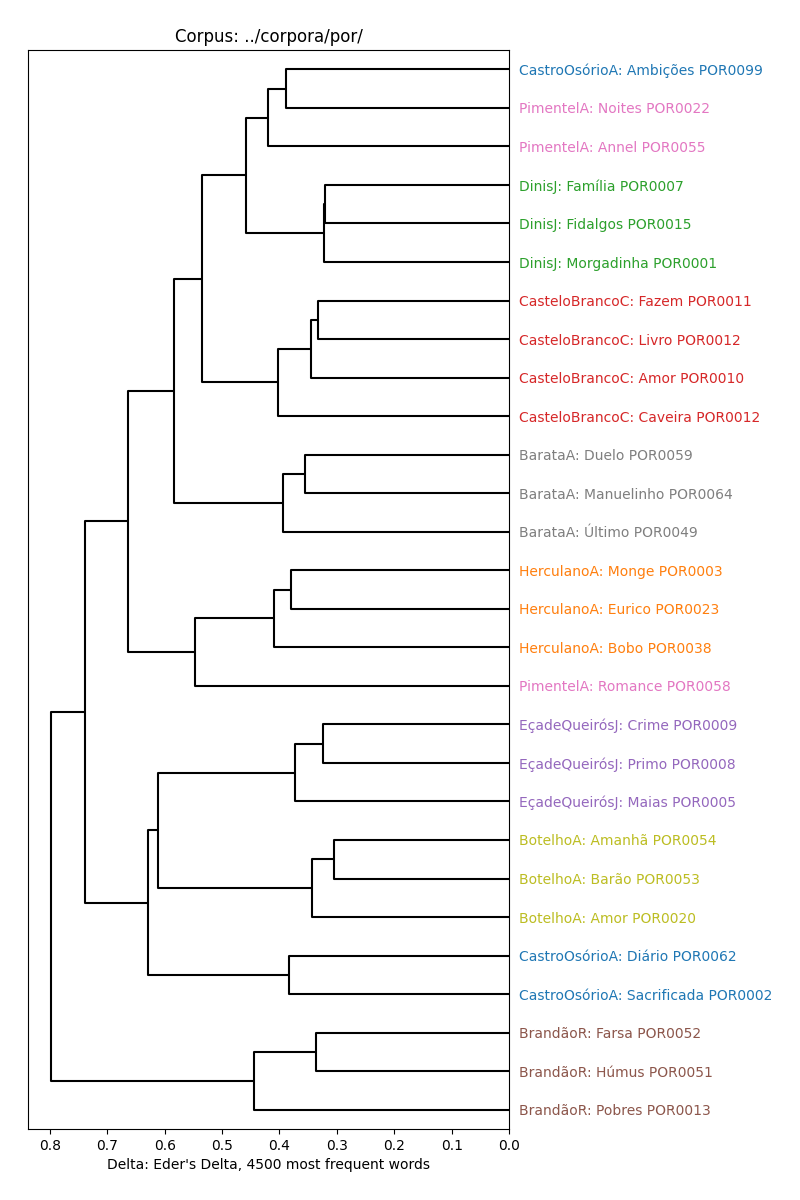 Corpus: ../corpora/por/
CastroOsórioA: Ambições POR0099
PimentelA: Noites POR0022
PimentelA: Annel POR0055
DinisJ: Família POR0007
DinisJ: Fidalgos POR0015
DinisJ: Morgadinha POR0001
CasteloBrancoC: Fazem POR0011
CasteloBrancoC: Livro POR0012
CasteloBrancoC: Amor POR0010
CasteloBrancoC: Caveira POR0012
BarataA: Duelo POR0059
BarataA: Manuelinho POR0064
BarataA: Último POR0049
HerculanoA: Monge POR0003
HerculanoA: Eurico POR0023
HerculanoA: Bobo POR0038
PimentelA: Romance POR0058
EçadeQueirósJ: Crime POR0009
EçadeQueirósJ: Primo POR0008
EçadeQueirósJ: Maias POR0005
BotelhoA: Amanhã POR0054
BotelhoA: Barão POR0053
BotelhoA: Amor POR0020
CastroOsórioA: Diário POR0062
CastroOsórioA: Sacrificada POR0002
BrandãoR: Farsa POR0052
BrandãoR: Húmus POR0051
BrandãoR: Pobres POR0013
0.8 0.7 0.6 0.5 0.4 0.3 0.2 0.1 0.0
Delta: Eder's Delta, 4500 most frequent words